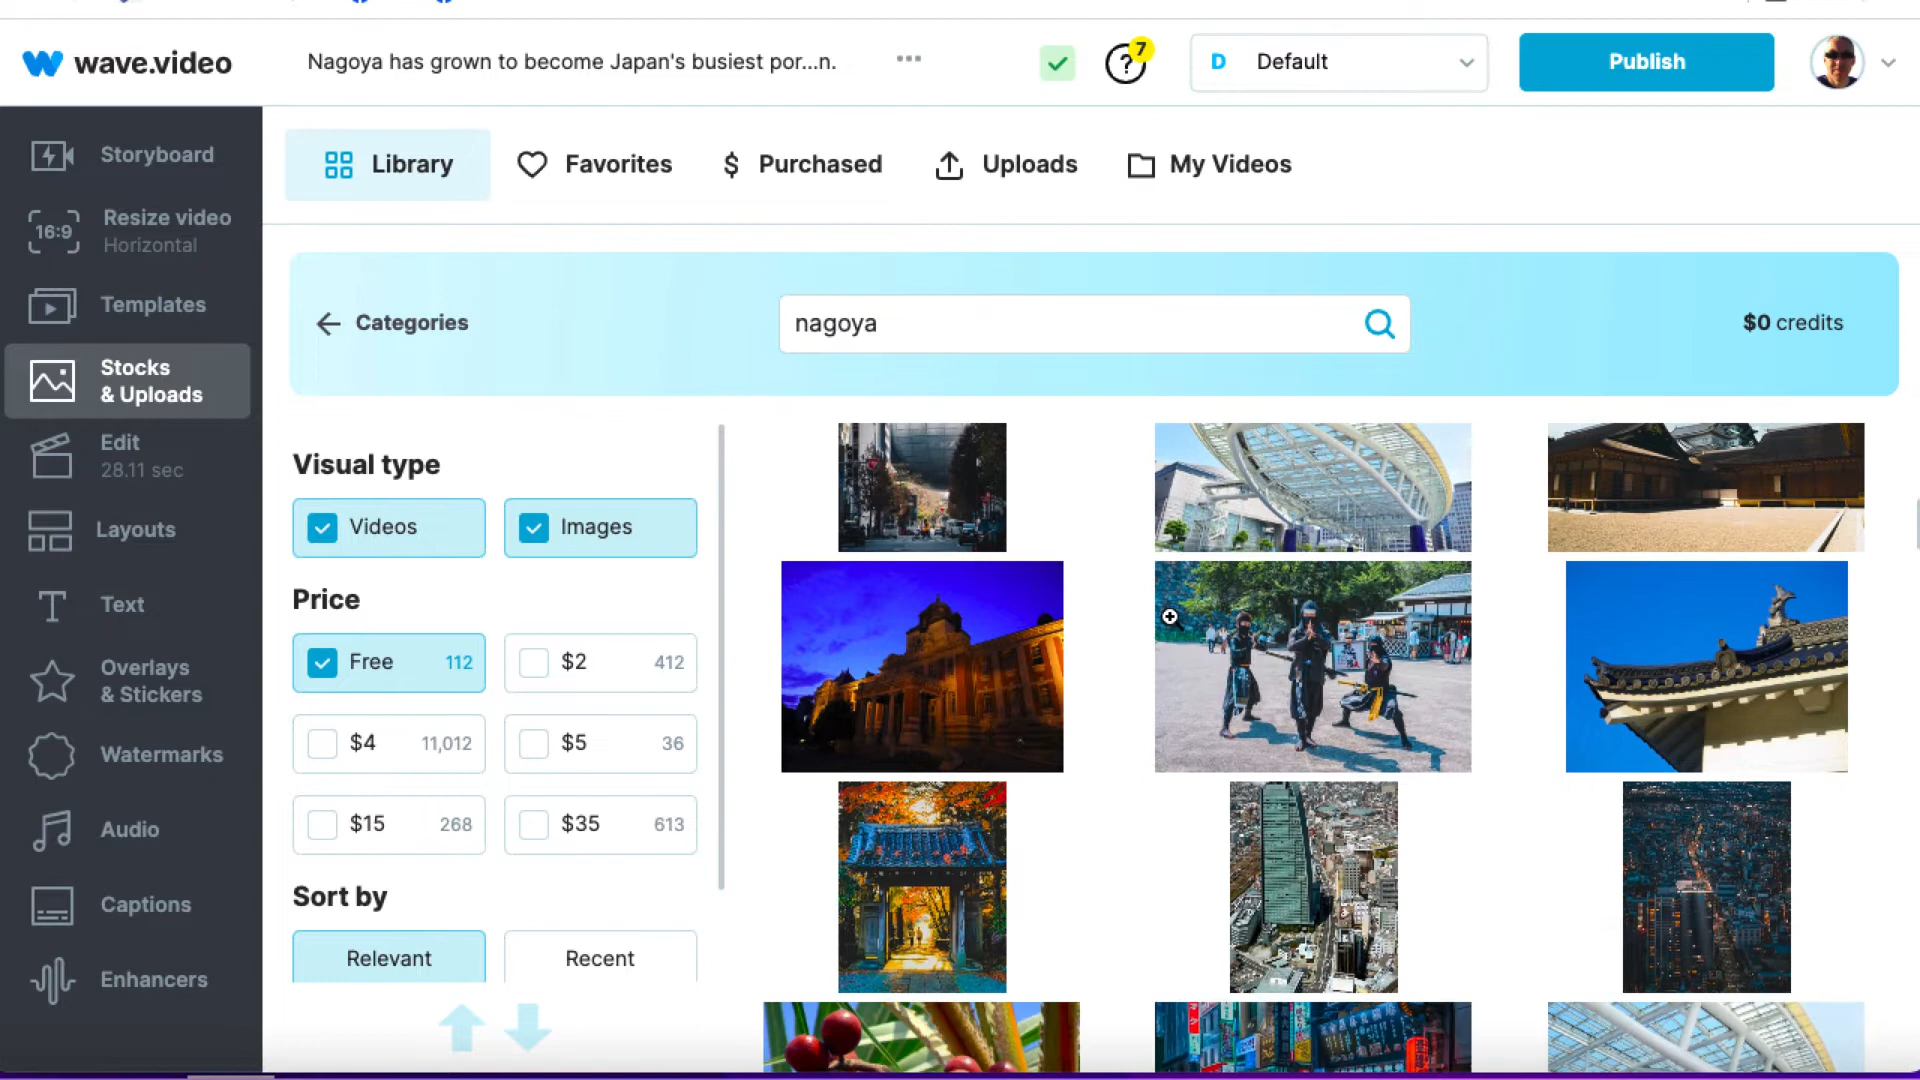 wave.video
Nagoya has grown to become Japan's busiest por...n.
7
?
D Default
Publish
Storyboard
16:9
Resize video
Horizontal
Templates
Stocks
& Uploads
Edit
28.11 sec
Layouts
Text
Overlays
& Stickers
Watermarks
Audio
Captions
Enhancers
Library
Favorites
$ Purchased
Uploads
My Videos
Categories
nagoya
$0 credits
Visual type
Videos
Images
Price
Free 112
$2 412
$4 11,012
$5 36
$15 268
$35 613
Sort by
Relevant
Recent